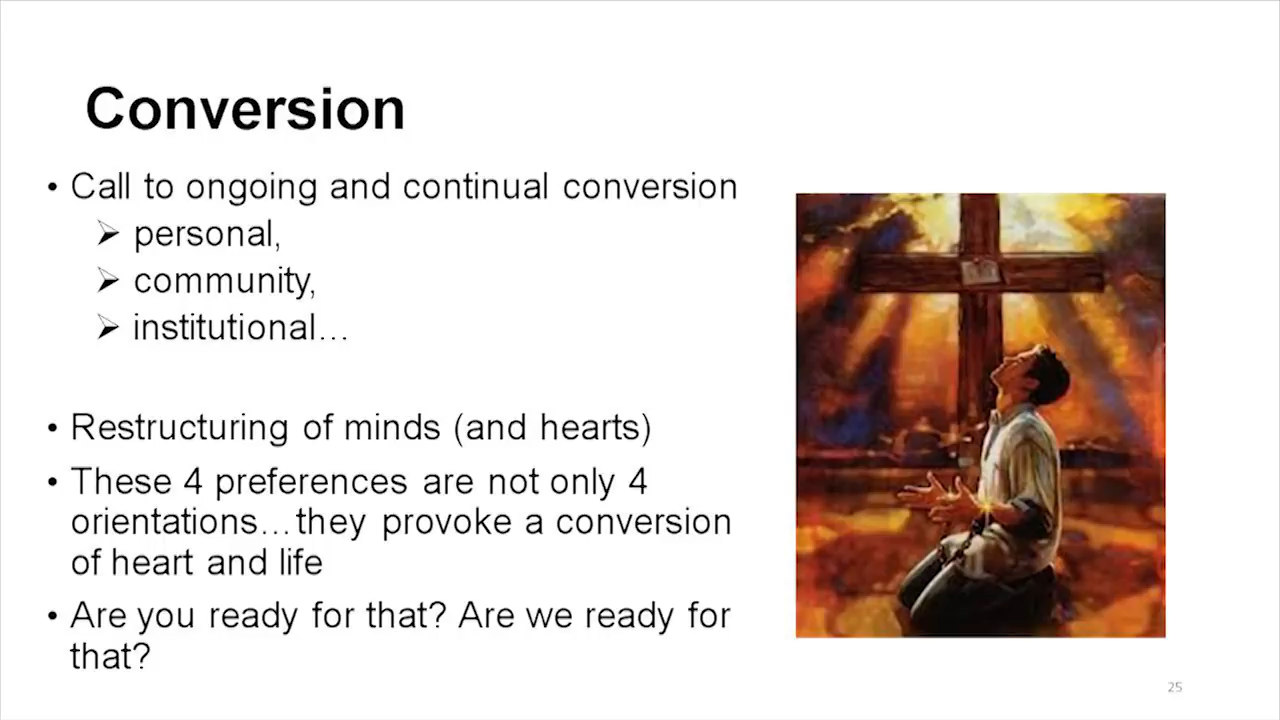 Conversion
• Call to ongoing and continual conversion
➢ personal,
➢ community,
➢ institutional…
• Restructuring of minds (and hearts)
• These 4 preferences are not only 4
orientations…they provoke a conversion
of heart and life
• Are you ready for that? Are we ready for
that?
25